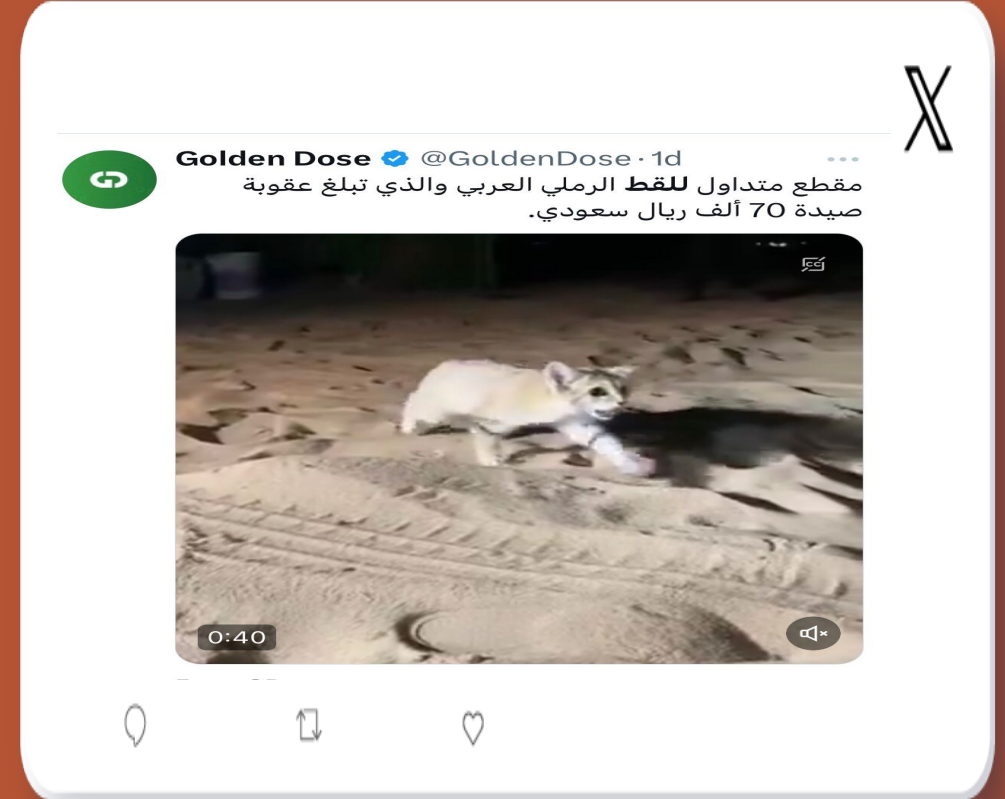 Golden Dose @GoldenDose · 1d
مقطع متداول للقط الرملي العربي والذي تبلغ عقوبة
صيدة 70 ألف ريال سعودي.
0:40